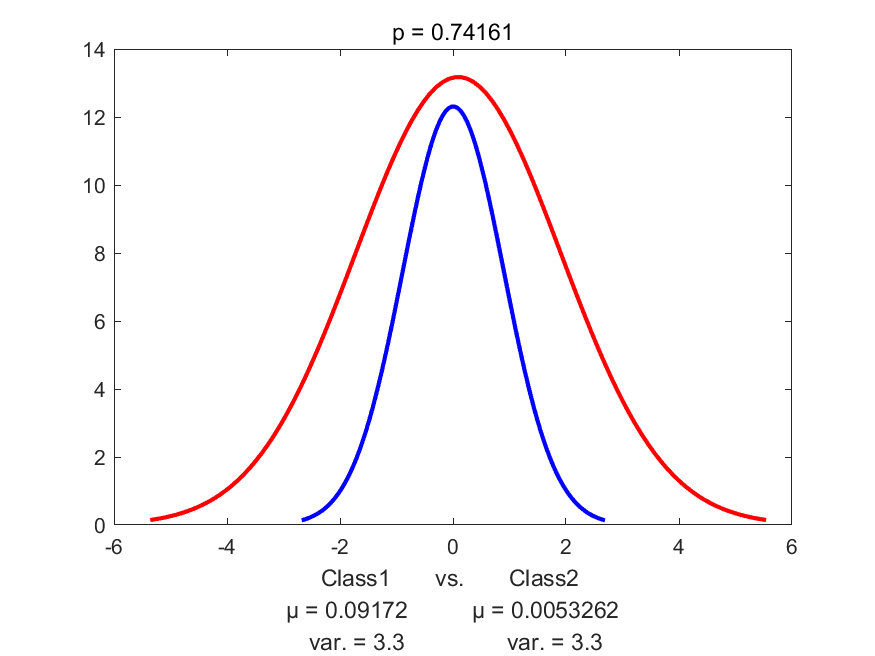 p = 0.74161
14
12
10
8
6
4
2
0
-6 -4 -2 0 2 4 6
Class1 vs. Class2
µ = 0.09172 µ = 0.0053262
var. = 3.3 var. = 3.3